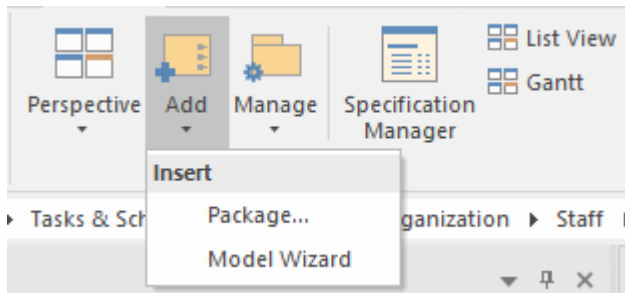 Perspective
Add
Manage
Specification
Manager
List View
Gantt
Insert
Package...
Model Wizard
Tasks & Sch
ganization
Staff